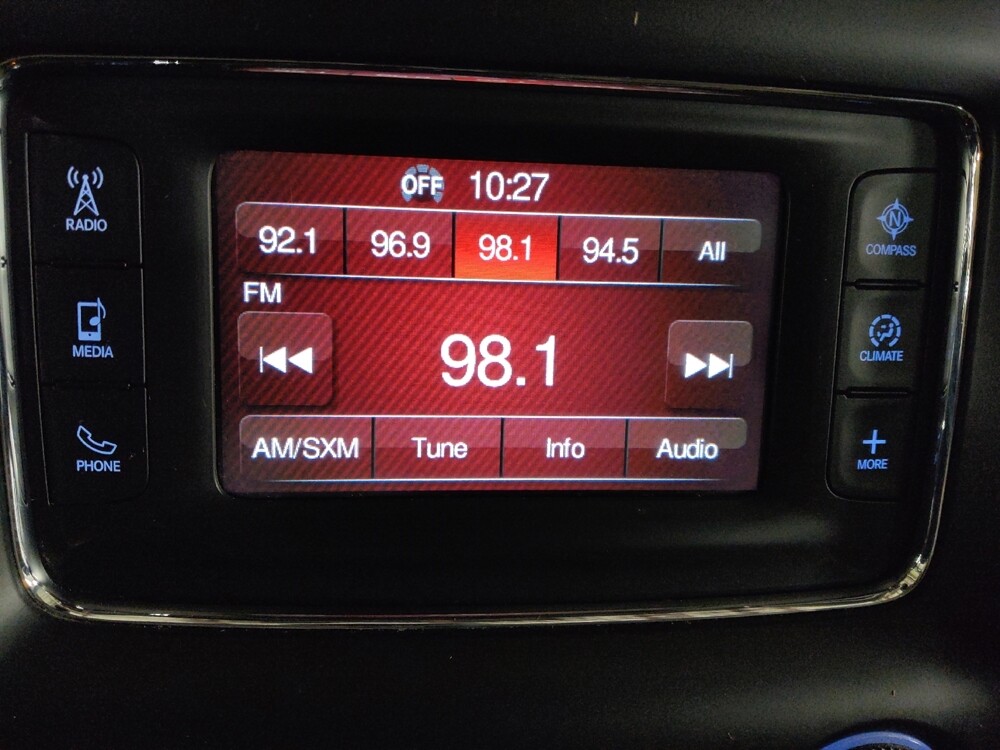 OFF 10:27
92.1 96.9 98.1 94.5 All
FM
98.1
AM/SXM Tune Info Audio
RADIO
MEDIA
PHONE
N
COMPASS
CLIMATE
MORE